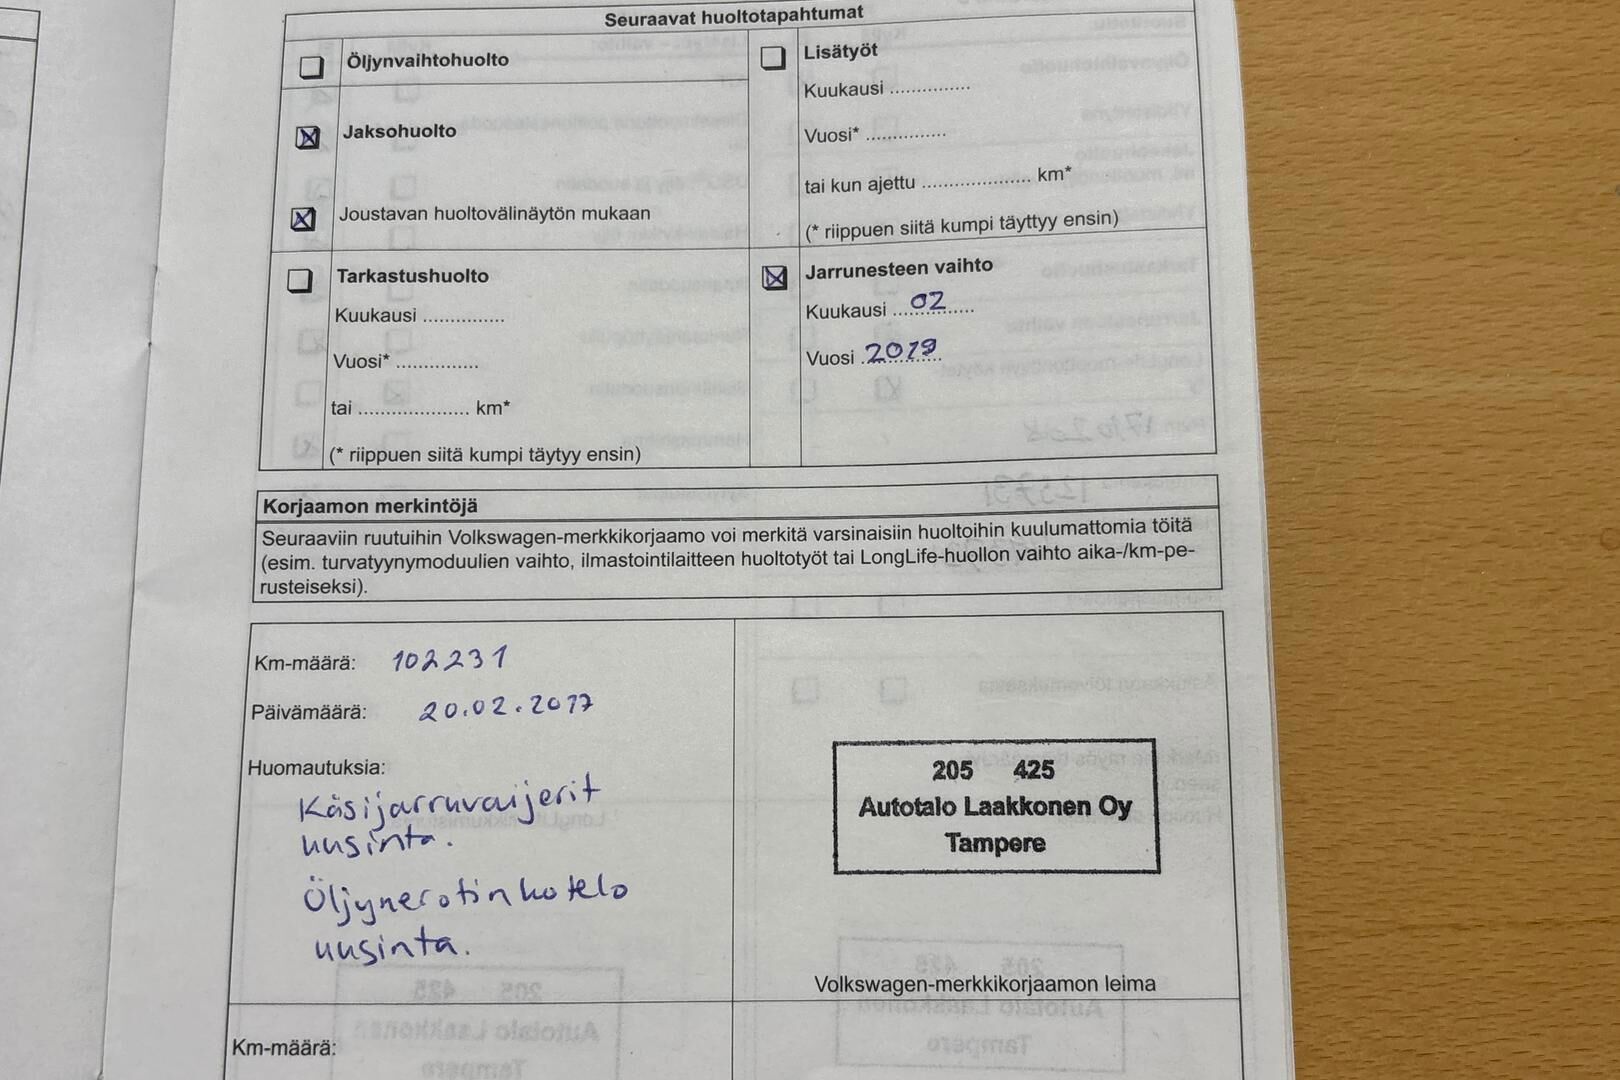 Seuraavat huoltotapahtumat
Öljynvaihtohuolto
Jaksohuolto
Joustavan huoltovälinäytön mukaan
Lisätyöt
Kuukausi ...............
Vuosi* ...............
tai kun ajettu .................... km*
(* riippuen siitä kumpi täyttyy ensin)
Tarkastushuolto
Kuukausi ...............
Vuosi* ...............
tai .................... km*
(* riippuen siitä kumpi täytyy ensin)
Jarrunesteen vaihto
Kuukausi 02
Vuosi 2019
Korjaamon merkintöjä
Seuraaviin ruutuihin Volkswagen-merkkikorjaamo voi merkitä varsinaisiin huoltoihin kuulumattomia töitä
(esim. turvatyynymoduulien vaihto, ilmastointilaitteen huoltotyöt tai LongLife-huollon vaihto aika-/km-pe-
rusteiseksi).
Km-määrä: 102231
Päivämäärä: 20.02.2017
Huomautuksia:
Käsijarruvaijerit
uusinta.
Öljynerotinkotelo
uusinta.
205 425
Autotalo Laakkonen Oy
Tampere
Volkswagen-merkkikorjaamon leima
Km-määrä: